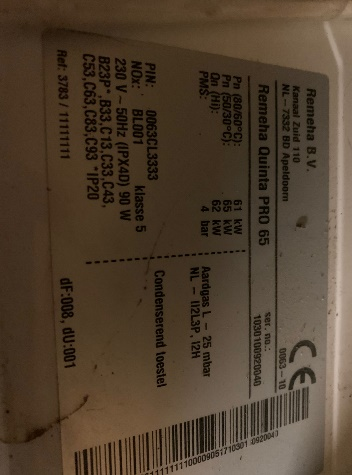 Remeha B.V.
Kanaal Zuid 110
NL - 7332 BD Apeldoorn
CE
0063 - 10
Remeha Quinta PRO 65
ser. no.:
1030100920040
Pn (80/60°C): 61 kW
Pn (50/30°C): 65 kW
Qn (Hi): 62 kW
PMS: 4 bar
Aardgas L - 25 mbar
NL - II2L3P, I2H
PIN: 0063CL3333
NOx: BL001 klasse 5
230 V ~ 50Hz (IPX4D) 90 W
B23P*,B33,C13,C33,C43,
C53,C63,C83,C93 *IP20
Condenserend toestel
Ref: 3783 / 11111111
dF:008, dU:001